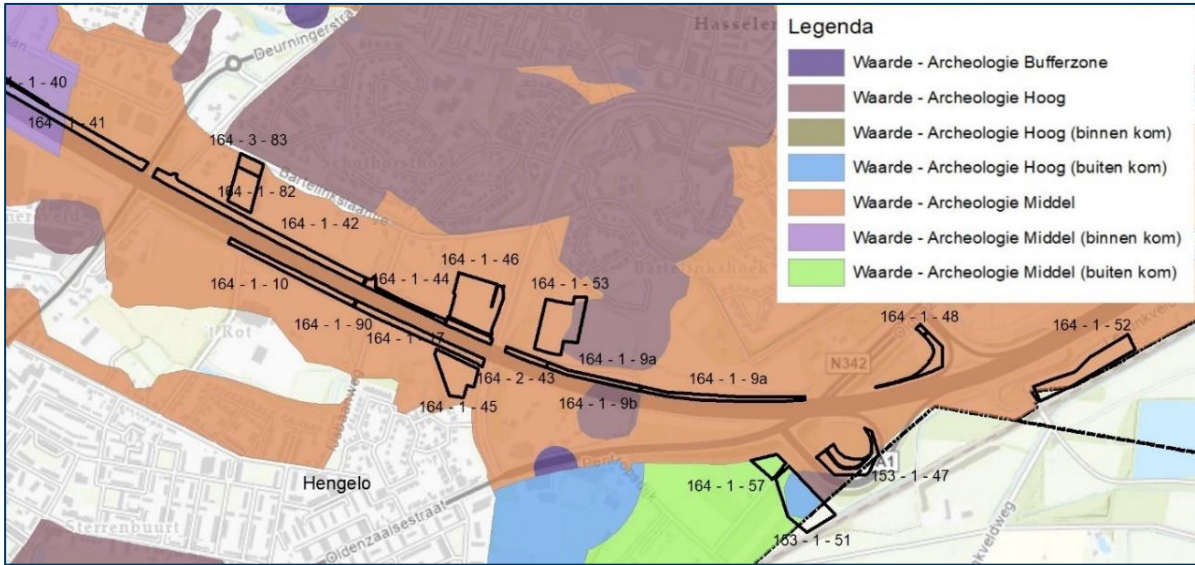 Legenda
Waarde - Archeologie Bufferzone
Waarde - Archeologie Hoog
Waarde - Archeologie Hoog (binnen kom)
Waarde - Archeologie Hoog (buiten kom)
Waarde - Archeologie Middel
Waarde - Archeologie Middel (binnen kom)
Waarde - Archeologie Middel (buiten kom)
Deurningerstra
Hasseler
1 - 40
164 - 1 - 41
164 - 3 - 83
164 - 1 - 82
164 - 1 - 42
164 - 1 - 46
164 - 1 - 44
164 - 1 - 53
Bartelinkshoek
164 - 1 - 10
164 - 1 - 48
164 - 1 - 52
't Rot
164 - 1 - 90
N342
164 - 2 - 43
164 - 1 - 9a
164 - 1 - 9a
164 - 1 - 45
164 - 1 - 9b
A1
Hengelo
164 - 1 - 57
153 - 1 - 47
Sterrenbuurt
Oldenzaalsestraat
153 - 1 - 51
nkveldweg